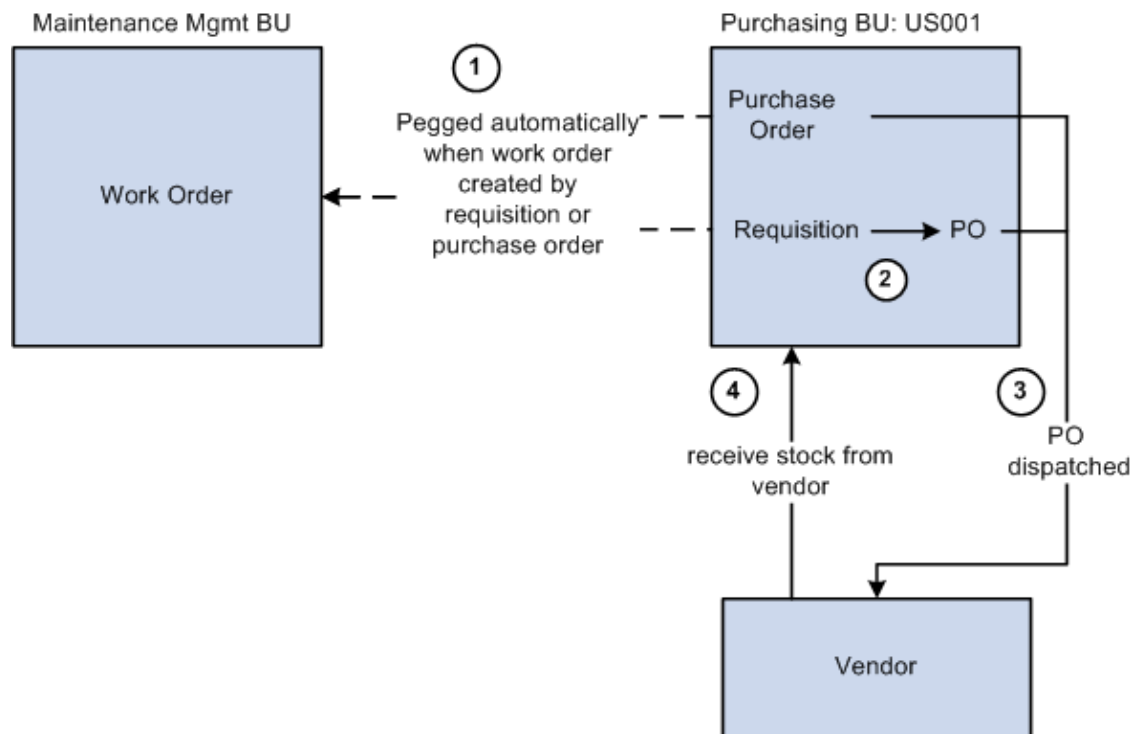 Maintenance Mgmt BU
Purchasing BU: US001
1
Pegged automatically
when work order
created by
requisition or
purchase order
Work Order
Purchase
Order
Requisition
PO
2
4
3
receive stock from
vendor
PO
dispatched
Vendor